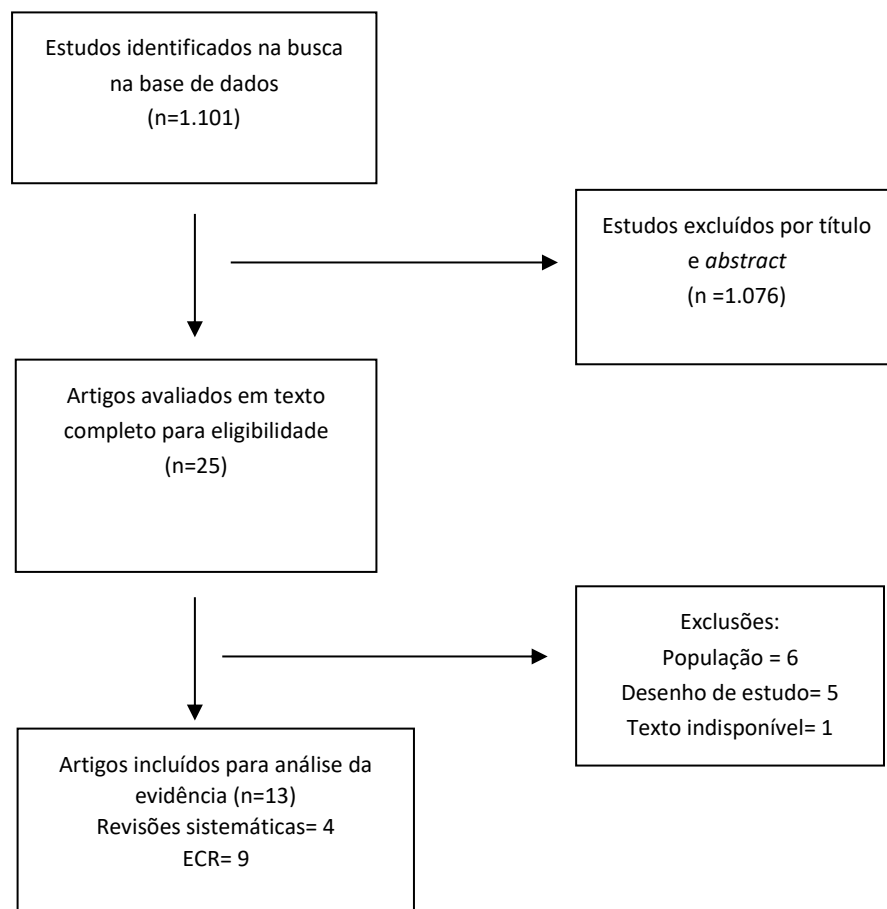 Estudos identificados na busca
na base de dados
(n=1.101)
Estudos excluídos por título
e abstract
(n =1.076)
Artigos avaliados em texto
completo para eligibilidade
(n=25)
Exclusões:
População = 6
Desenho de estudo= 5
Texto indisponível= 1
Artigos incluídos para análise da
evidência (n=13)
Revisões sistemáticas= 4
ECR= 9